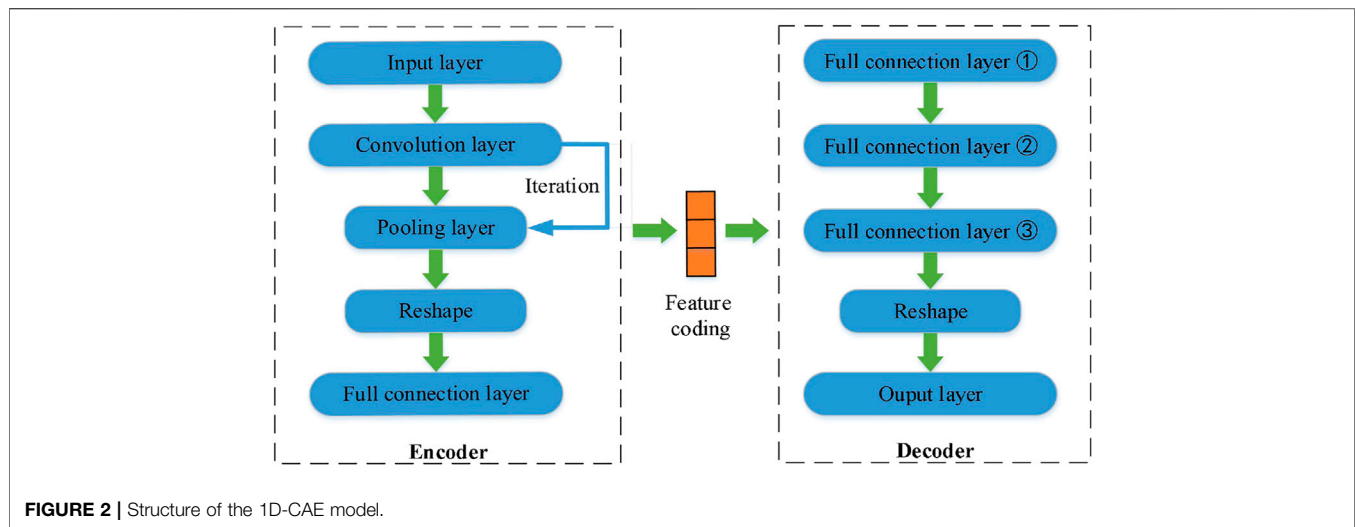 Input layer
Convolution layer
Iteration
Pooling layer
Reshape
Full connection layer
Encoder
Feature
coding
Full connection layer ①
Full connection layer ②
Full connection layer ③
Reshape
Ouput layer
Decoder
FIGURE 2 | Structure of the 1D-CAE model.